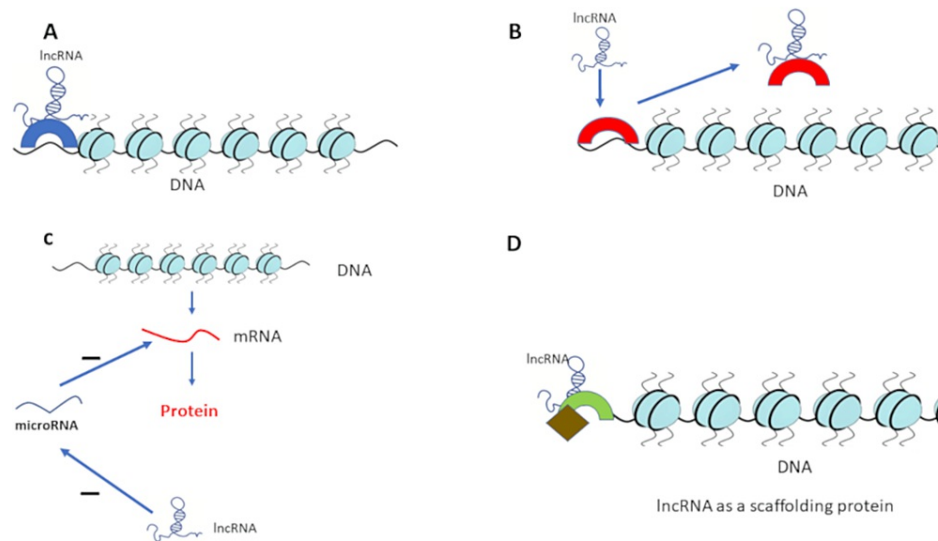 A
lncRNA
DNA
B
lncRNA
DNA
c
DNA
mRNA
Protein
microRNA
lncRNA
D
lncRNA
DNA
lncRNA as a scaffolding protein